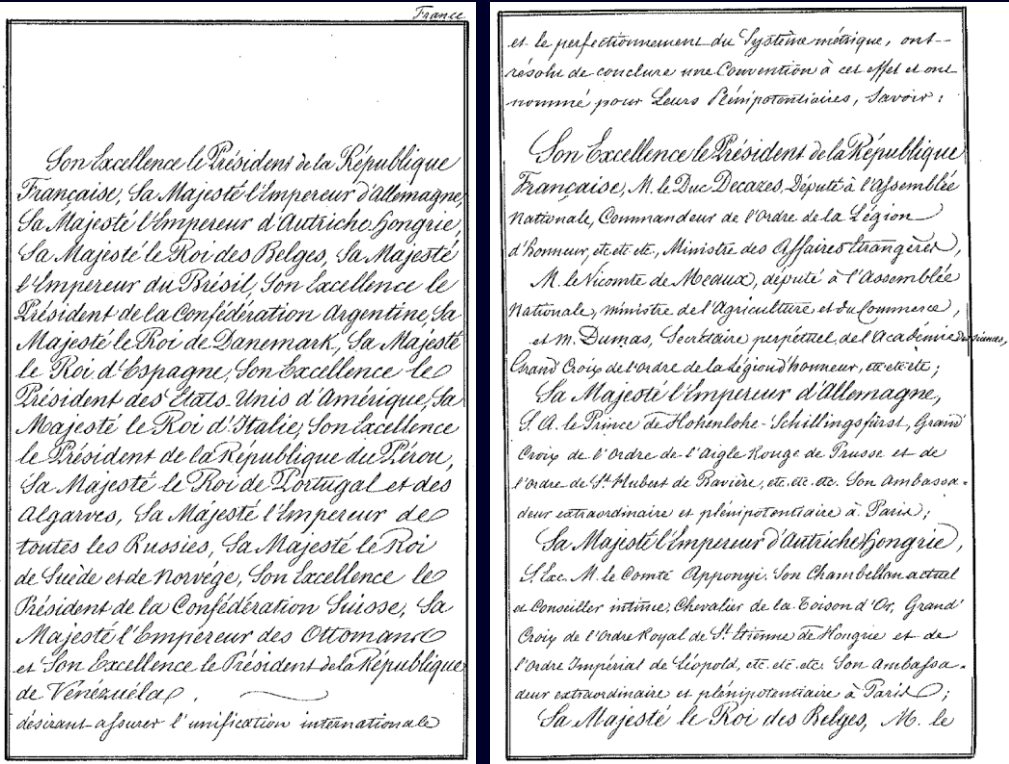 France
Son Excellence le Président de la République
Française, Sa Majesté l'Empereur d'Allemagne,
Sa Majesté l'Empereur d'Autriche Hongrie,
Sa Majesté le Roi des Belges, Sa Majesté
l'Empereur du Brésil, Son Excellence le
Président de la Confédération Argentine, Sa
Majesté le Roi de Danemark, Sa Majesté
le Roi d'Espagne, Son Excellence le
Président des Etats-Unis d'Amérique, Sa
Majesté le Roi d'Italie, Son Excellence
le Président de la République du Pérou,
Sa Majesté le Roi de Portugal et des
Algarves, Sa Majesté l'Empereur de
toutes les Russies, Sa Majesté le Roi
de Suède et de Norvège, Son Excellence le
Président de la Confédération Suisse, Sa
Majesté l'Empereur des Ottomans
et Son Excellence le Président de la République
de Vénézuéla,
désirant assurer l'unification internationale
et le perfectionnement du Système métrique, ont
résolu de conclure une Convention à cet effet et ont
nommé pour Leurs Plénipotentiaires, Savoir :
Son Excellence le Président de la République
Française, M. le Duc Decazes, Député à l'Assemblée
Nationale, Commandeur de l'Ordre de la Légion
d'honneur, etc. etc. etc., Ministre des Affaires Etrangères,
M. le Vicomte de Meaux, député à l'Assemblée
Nationale, ministre de l'Agriculture et du Commerce,
et M. Dumas, Secrétaire perpétuel de l'Académie des sciences,
Grand Croix de l'ordre de la Légion d'honneur, etc. etc. etc ;
Sa Majesté l'Empereur d'Allemagne,
S. A. le Prince de Hohenlohe-Schillingsfürst, Grand
Croix de l'Ordre de l'Aigle Rouge de Prusse et de
l'ordre de St Hubert de Bavière, etc. etc. etc. Son Ambassa-
deur extraordinaire et plénipotentiaire à Paris ;
Sa Majesté l'Empereur d'Autriche Hongrie,
S. Exc. M. le Comte Apponyi, Son Chambellan actuel
et Conseiller intime, Chevalier de la Toison d'Or, Grand'
Croix de l'Ordre Royal de St Etienne de Hongrie et de
l'ordre Impérial de Léopold, etc. etc. etc. Son Ambassa-
deur extraordinaire et plénipotentiaire à Paris ;
Sa Majesté le Roi des Belges, M. le